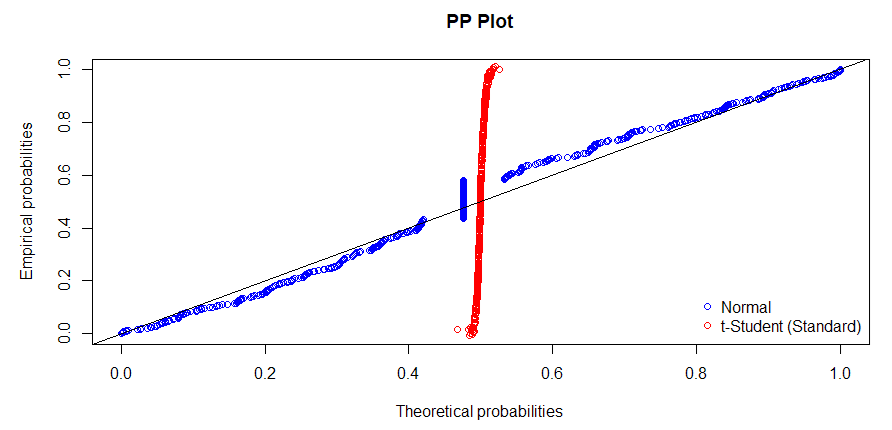 PP Plot
Empirical probabilities
1.0
0.8
0.6
0.4
0.2
0.0
Normal
t-Student (Standard)
0.0 0.2 0.4 0.6 0.8 1.0
Theoretical probabilities